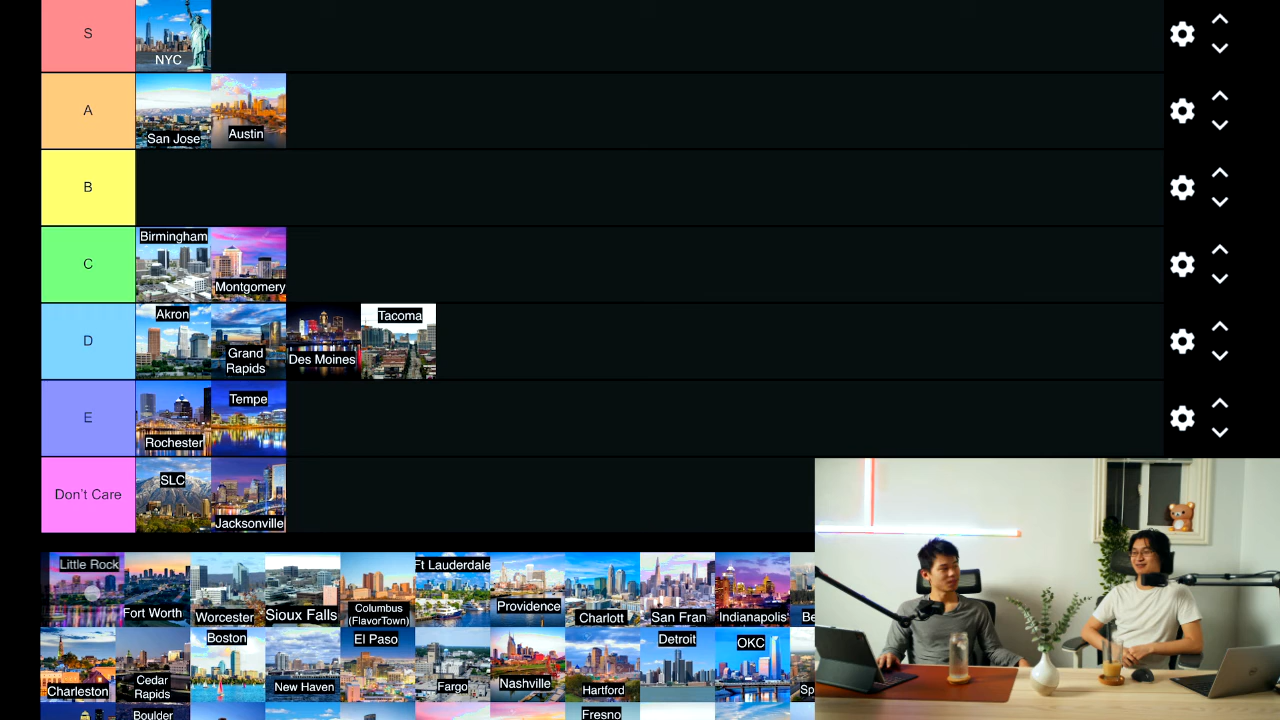 S
NYC
A
San Jose
Austin
B
C
Birmingham
Montgomery
D
Akron
Grand
Rapids
Des Moines
Tacoma
E
Rochester
Tempe
Don't Care
SLC
Jacksonville
Little Rock
Fort Worth
Worcester
Sioux Falls
Columbus
(FlavorTown)
Ft Lauderdale
Providence
Charlott
San Fran
Indianapolis
Be
Charleston
Cedar
Rapids
Boston
New Haven
El Paso
Fargo
Nashville
Hartford
Detroit
OKC
Sp
Boulder
Fresno